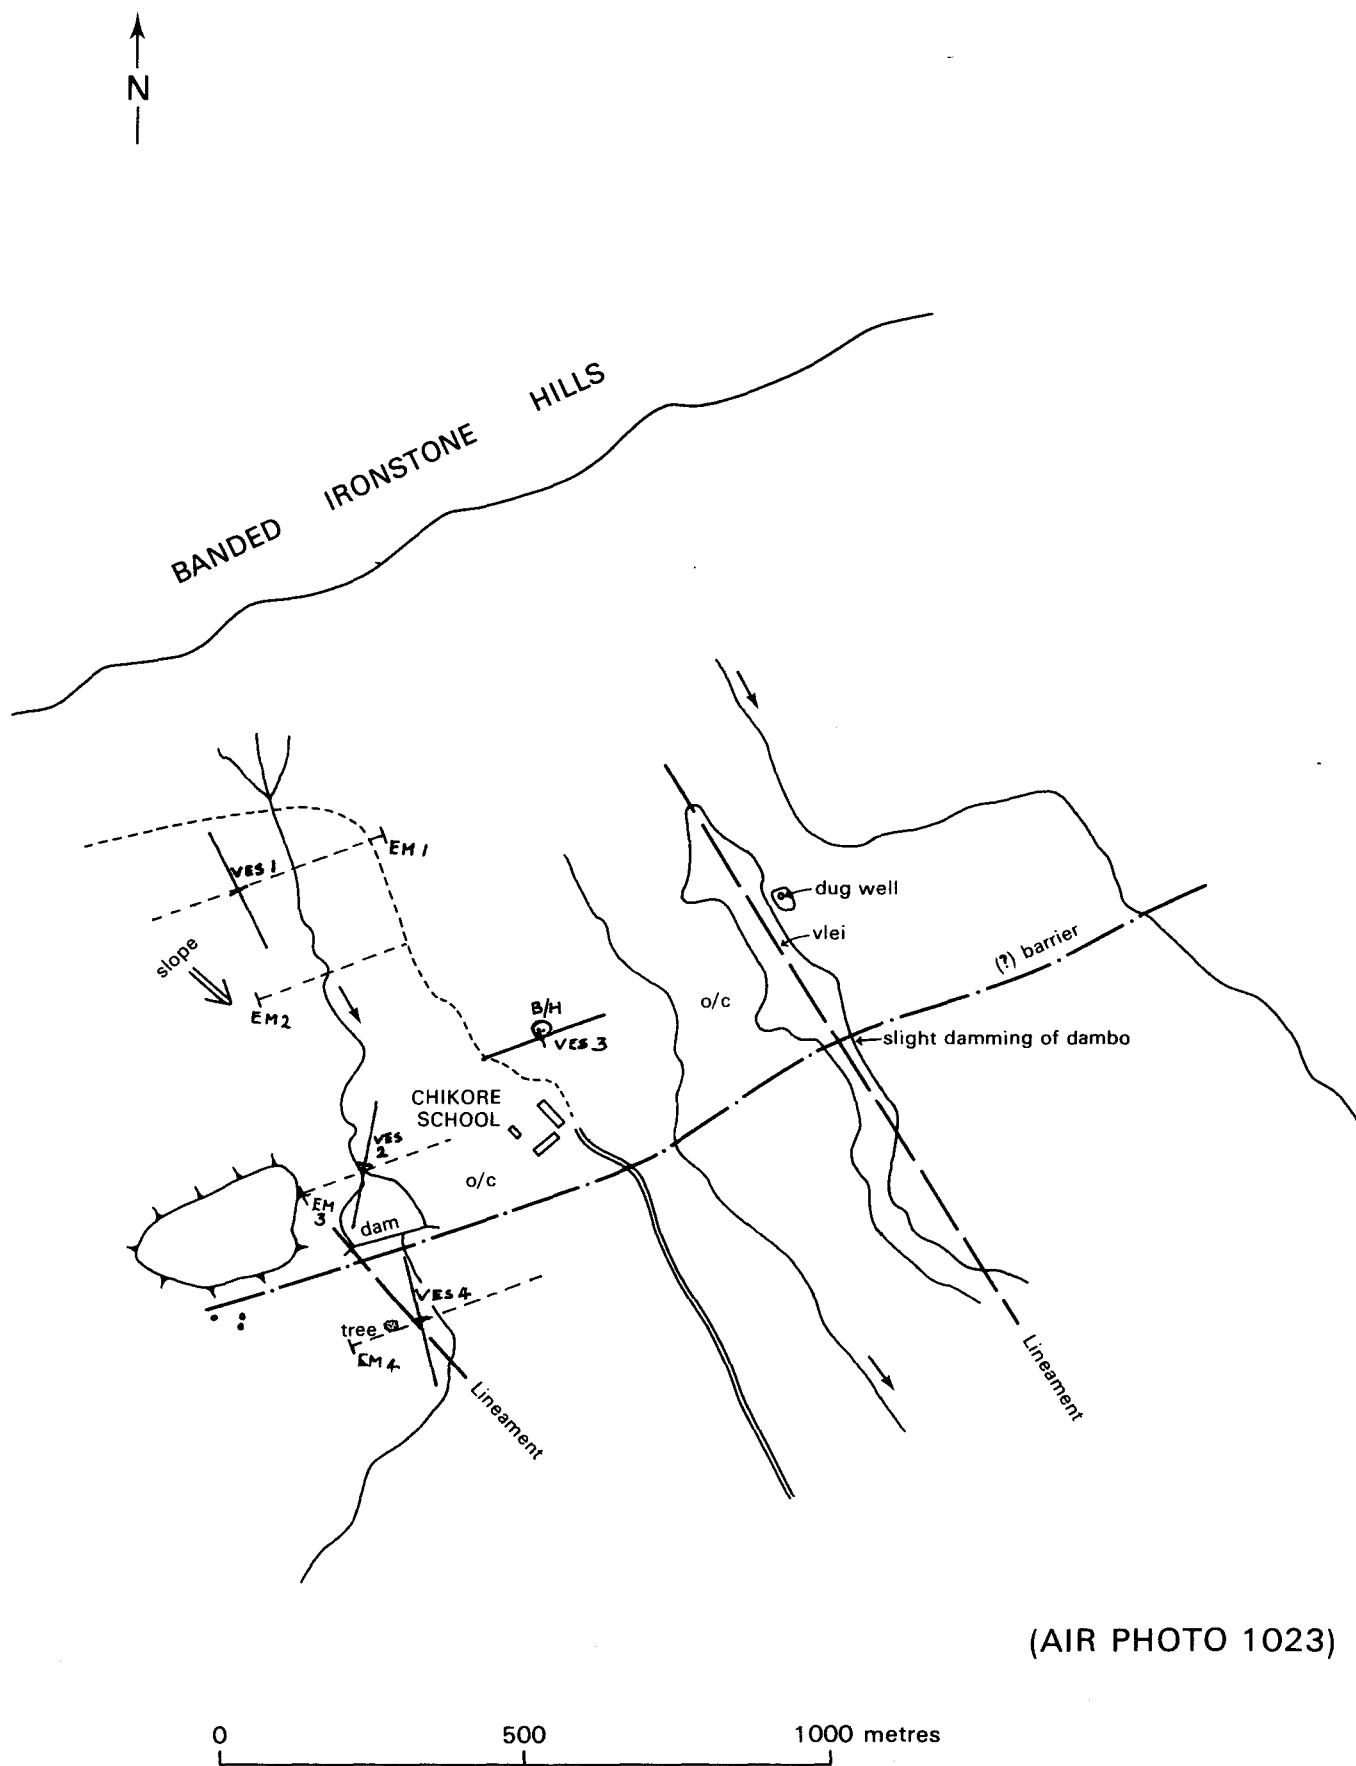 N
BANDED IRONSTONE HILLS
EM 1
VES 1
dug well
vlei
slope
(?) barrier
o/c
B/H
EM 2
VES 3
slight damming of dambo
CHIKORE
SCHOOL
VES
2
o/c
EM
3
dam
VES 4
tree
EM 4
Lineament
Lineament
(AIR PHOTO 1023)
0 500 1000 metres